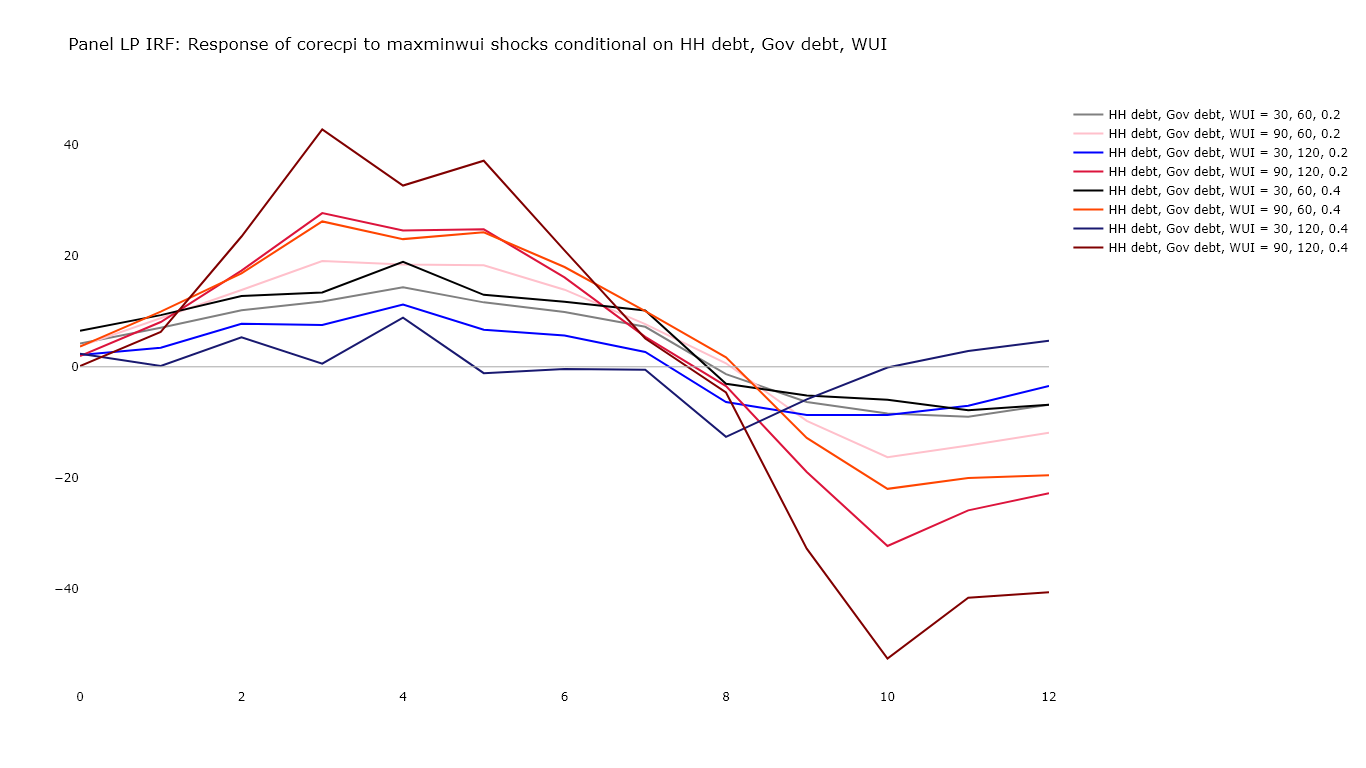 Panel LP IRF: Response of corecpi to maxminwui shocks conditional on HH debt, Gov debt, WUI
HH debt, Gov debt, WUI = 30, 60, 0.2
HH debt, Gov debt, WUI = 90, 60, 0.2
HH debt, Gov debt, WUI = 30, 120, 0.2
HH debt, Gov debt, WUI = 90, 120, 0.2
HH debt, Gov debt, WUI = 30, 60, 0.4
HH debt, Gov debt, WUI = 90, 60, 0.4
HH debt, Gov debt, WUI = 30, 120, 0.4
HH debt, Gov debt, WUI = 90, 120, 0.4
40
20
0
−20
−40
0 2 4 6 8 10 12